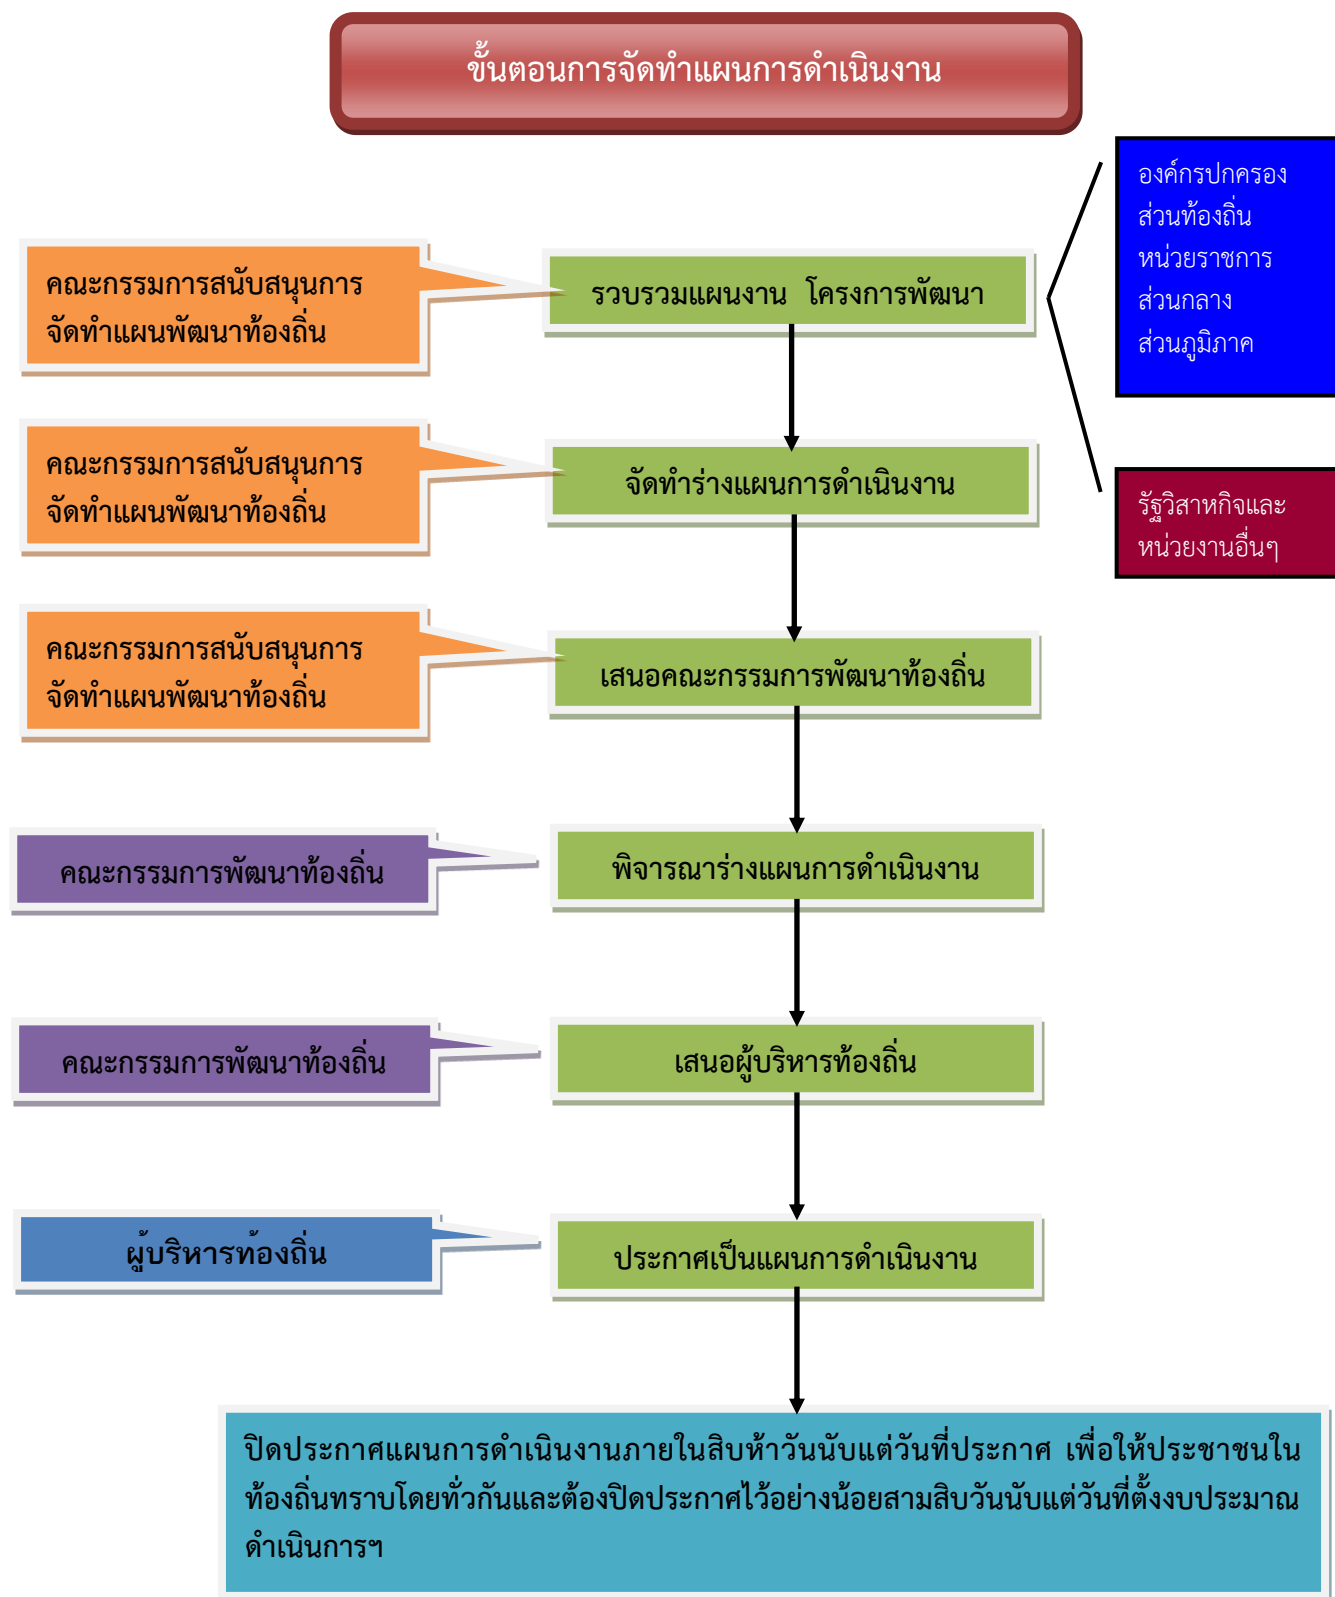 ขั้นตอนการจัดทำแผนการดำเนินงาน
องค์กรปกครอง
ส่วนท้องถิ่น
หน่วยราชการ
ส่วนกลาง
ส่วนภูมิภาค
คณะกรรมการสนับสนุนการ
จัดทำแผนพัฒนาท้องถิ่น
รวบรวมแผนงาน โครงการพัฒนา
คณะกรรมการสนับสนุนการ
จัดทำแผนพัฒนาท้องถิ่น
จัดทำร่างแผนการดำเนินงาน
รัฐวิสาหกิจและ
หน่วยงานอื่นๆ
คณะกรรมการสนับสนุนการ
จัดทำแผนพัฒนาท้องถิ่น
เสนอคณะกรรมการพัฒนาท้องถิ่น
คณะกรรมการพัฒนาท้องถิ่น
พิจารณาร่างแผนการดำเนินงาน
คณะกรรมการพัฒนาท้องถิ่น
เสนอผู้บริหารท้องถิ่น
ผู้บริหารท้องถิ่น
ประกาศเป็นแผนการดำเนินงาน
ปิดประกาศแผนการดำเนินงานภายในสิบห้าวันนับแต่วันที่ประกาศ เพื่อให้ประชาชนใน
ท้องถิ่นทราบโดยทั่วกันและต้องปิดประกาศไว้อย่างน้อยสามสิบวันนับแต่วันที่ตั้งงบประมาณ
ดำเนินการฯ